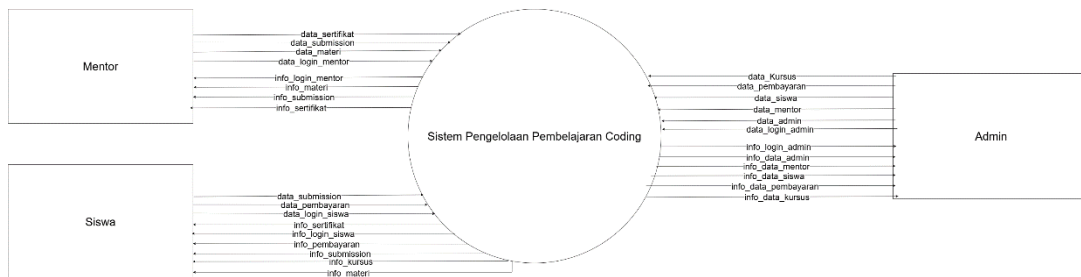 Mentor
data_sertifikat
data_submission
data_materi
data_login_mentor
info_login_mentor
info_materi
info_submission
info_sertifikat
Siswa
data_submission
data_pembayaran
data_login_siswa
info_sertifikat
info_login_siswa
info_pembayaran
info_submission
info_kursus
info_materi
Sistem Pengelolaan Pembelajaran Coding
data_Kursus
data_pembayaran
data_siswa
data_mentor
data_admin
data_login_admin
info_login_admin
info_data_admin
info_data_mentor
info_data_siswa
info_data_pembayaran
info_data_kursus
Admin